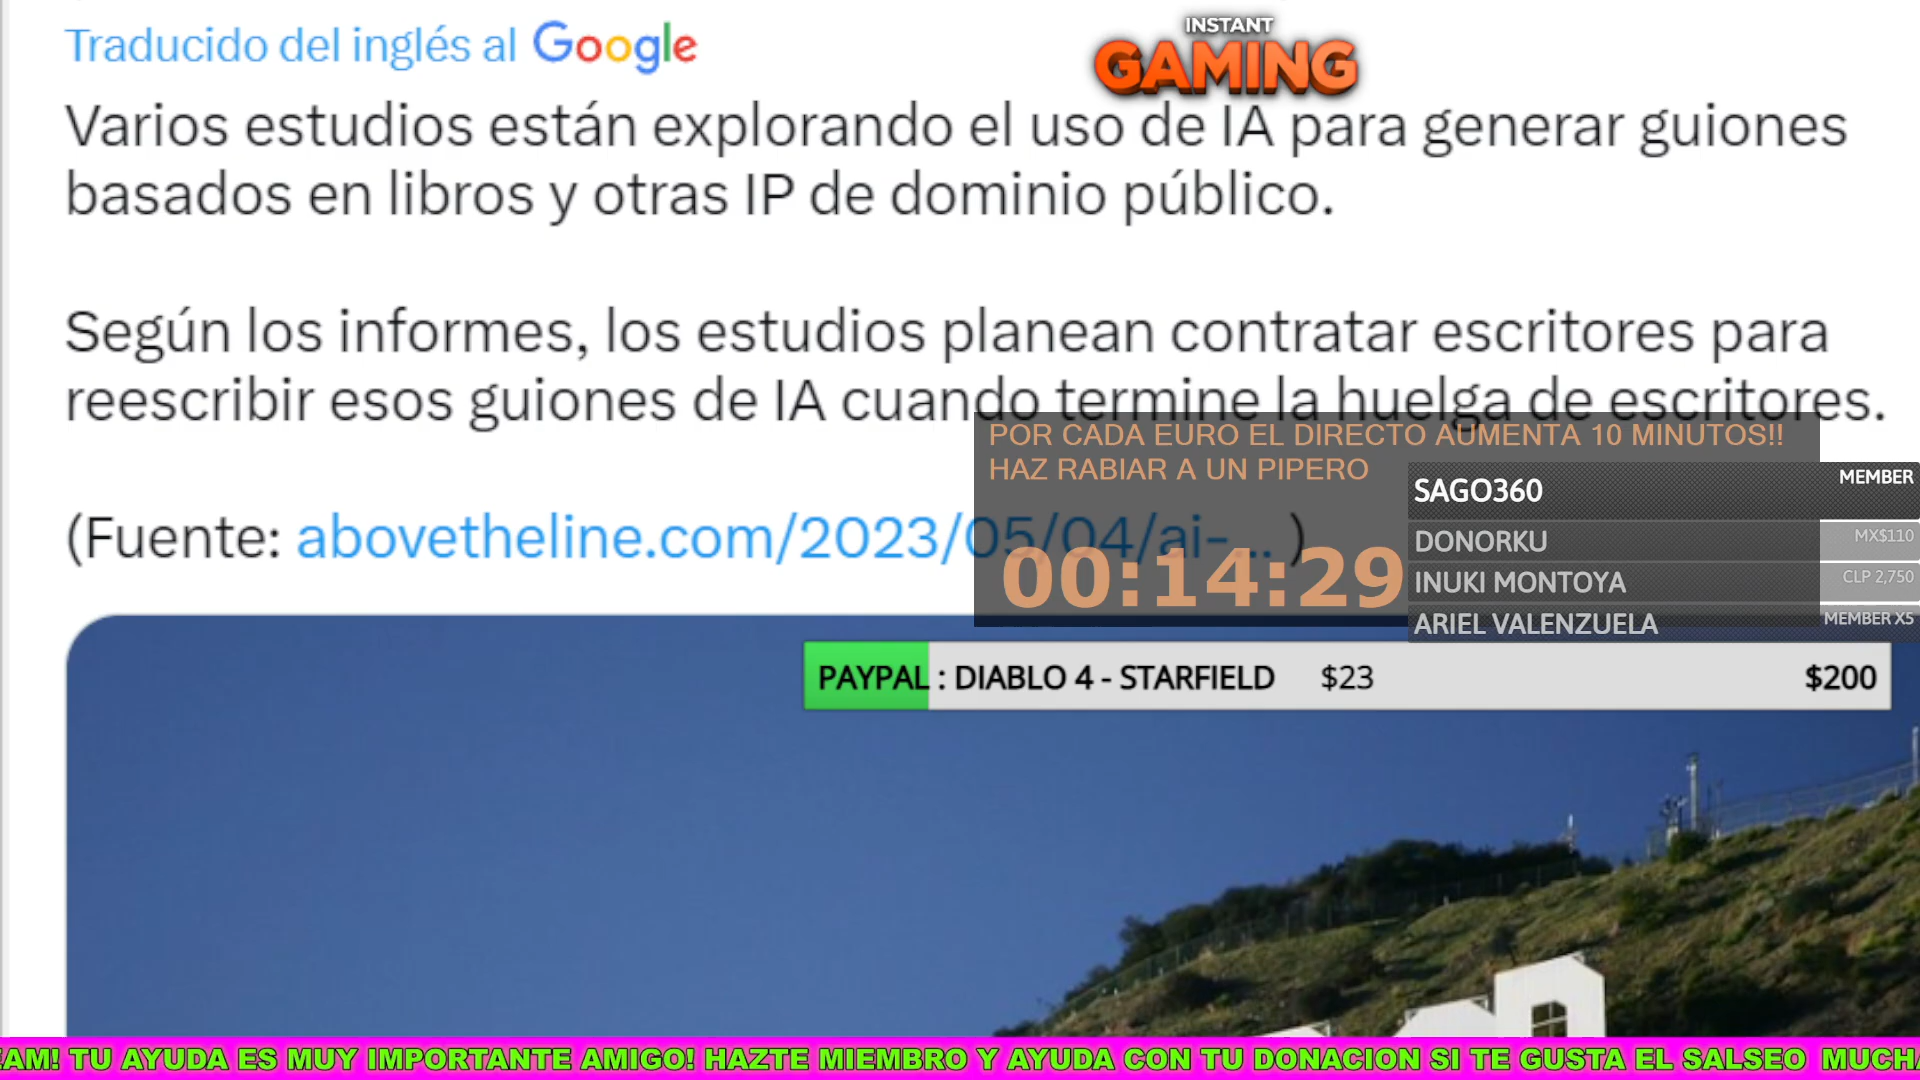 Traducido del inglés al Google
INSTANT
GAMING
Varios estudios están explorando el uso de IA para generar guiones
basados en libros y otras IP de dominio público.
Según los informes, los estudios planean contratar escritores para
reescribir esos guiones de IA cuando termine la huelga de escritores.
POR CADA EURO EL DIRECTO AUMENTA 10 MINUTOS!!
HAZ RABIAR A UN PIPERO
(Fuente: abovetheline.com/2023/05/04/ai-... )
00:14:29
SAGO360 MEMBER
DONORKU MX$110
INUKI MONTOYA CLP 2,750
ARIEL VALENZUELA MEMBER X5
PAYPAL : DIABLO 4 - STARFIELD $23 $200
EAM! TU AYUDA ES MUY IMPORTANTE AMIGO! HAZTE MIEMBRO Y AYUDA CON TU DONACION SI TE GUSTA EL SALSEO MUCHA